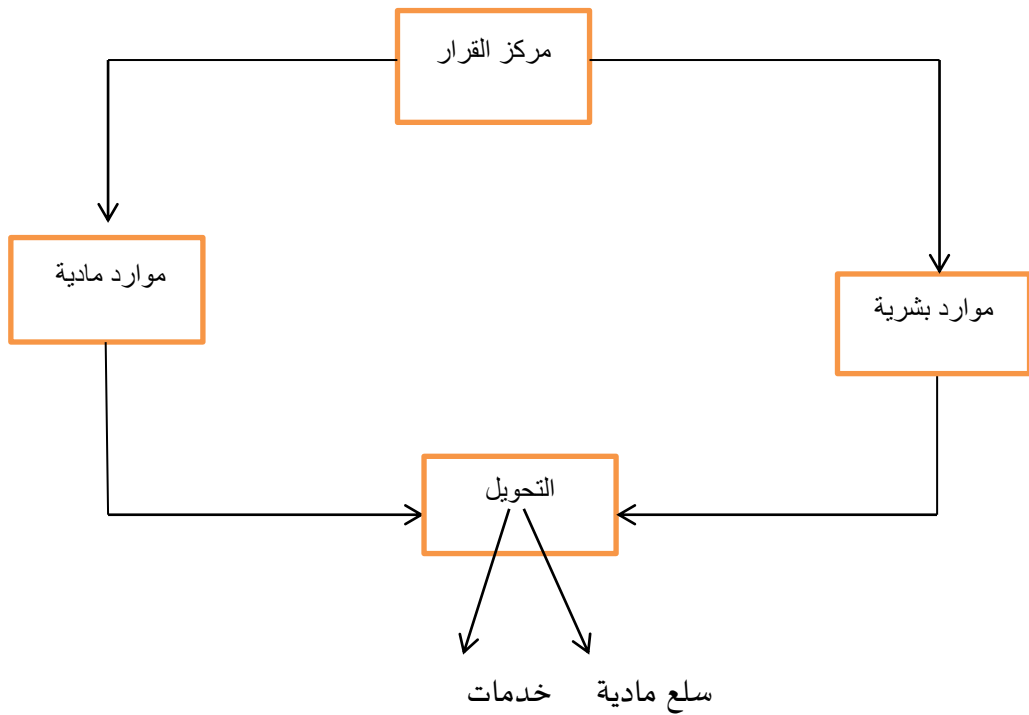 مركز القرار
موارد مادية
موارد بشرية
التحويل
سلع مادية
خدمات